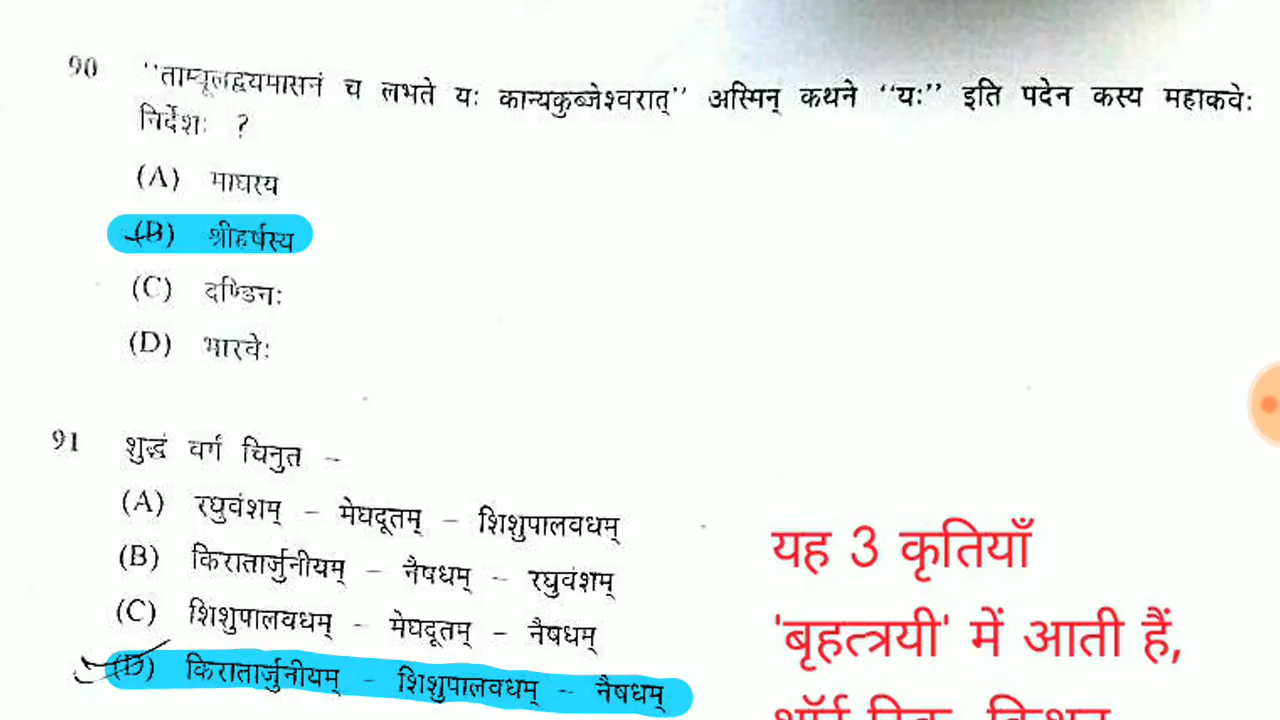 90 "ताम्बूलद्वयमासनं च लभते यः कान्यकुब्जेश्वरात्" अस्मिन् कथने "यः" इति पदेन कस्य महाकवेः
निर्देशः ?
(A) माघस्य
(B) श्रीहर्षस्य
(C) दण्डिनः
(D) भारवेः
91 शुद्धं वर्गं चिनुत –
(A) रघुवंशम् – मेघदूतम् – शिशुपालवधम्
(B) किरातार्जुनीयम् – नैषधम् – रघुवंशम्
(C) शिशुपालवधम् – मेघदूतम् – नैषधम्
(D) किरातार्जुनीयम् – शिशुपालवधम् – नैषधम्
यह 3 कृतियाँ
'बृहत्त्रयी' में आती हैं,